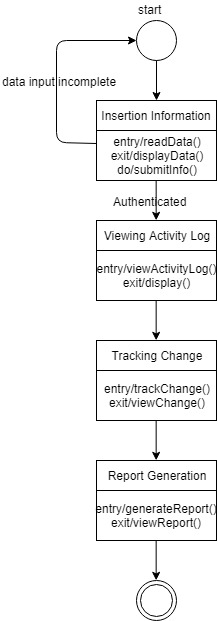 start
data input incomplete
Insertion Information
entry/readData()
exit/displayData()
do/submitInfo()
Authenticated
Viewing Activity Log
entry/viewActivityLog()
exit/display()
Tracking Change
entry/trackChange()
exit/viewChange()
Report Generation
entry/generateReport()
exit/viewReport()